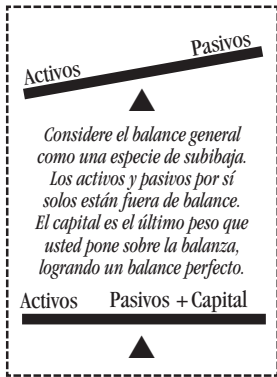 Activos Pasivos
Considere el balance general
como una especie de subibaja.
Los activos y pasivos por sí
solos están fuera de balance.
El capital es el último peso que
usted pone sobre la balanza,
logrando un balance perfecto.
Activos Pasivos + Capital